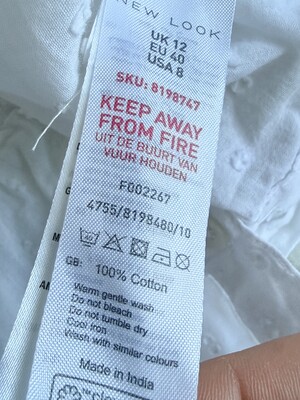 NEW LOOK
UK 12
EU 40
USA 8
SKU: 8198747
KEEP AWAY
FROM FIRE
UIT DE BUURT VAN
VUUR HOUDEN
F002267
4755/8198480/10
GB: 100% Cotton
Warm gentle wash
Do not bleach
Do not tumble dry
Cool iron
Wash with similar colours
Made in India